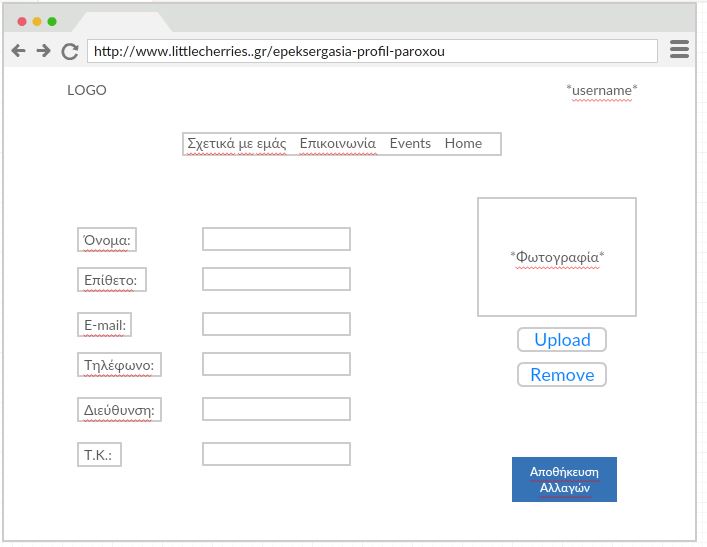 http://www.littlecherries..gr/epeksergasia-profil-paroxou
LOGO
*username*
Σχετικά με εμάς Επικοινωνία Events Home
*Φωτογραφία*
Όνομα:
Επίθετο:
E-mail:
Τηλέφωνο:
Διεύθυνση:
Τ.Κ.:
Upload
Remove
Αποθήκευση
Αλλαγών